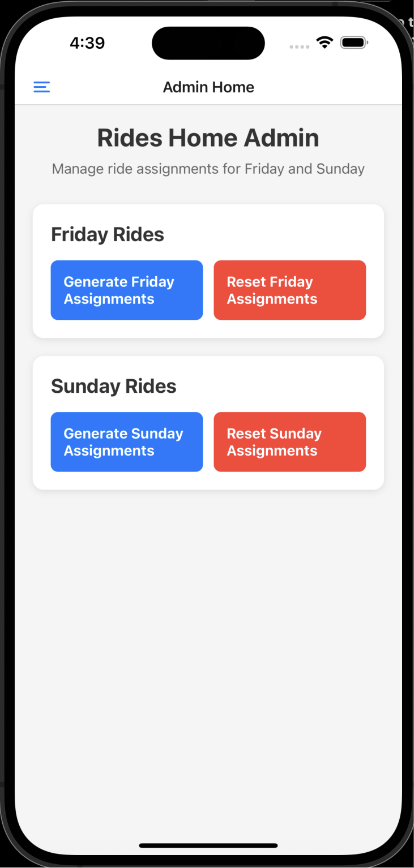 4:39
Admin Home
Rides Home Admin
Manage ride assignments for Friday and Sunday
Friday Rides
Generate Friday
Assignments
Reset Friday
Assignments
Sunday Rides
Generate Sunday
Assignments
Reset Sunday
Assignments